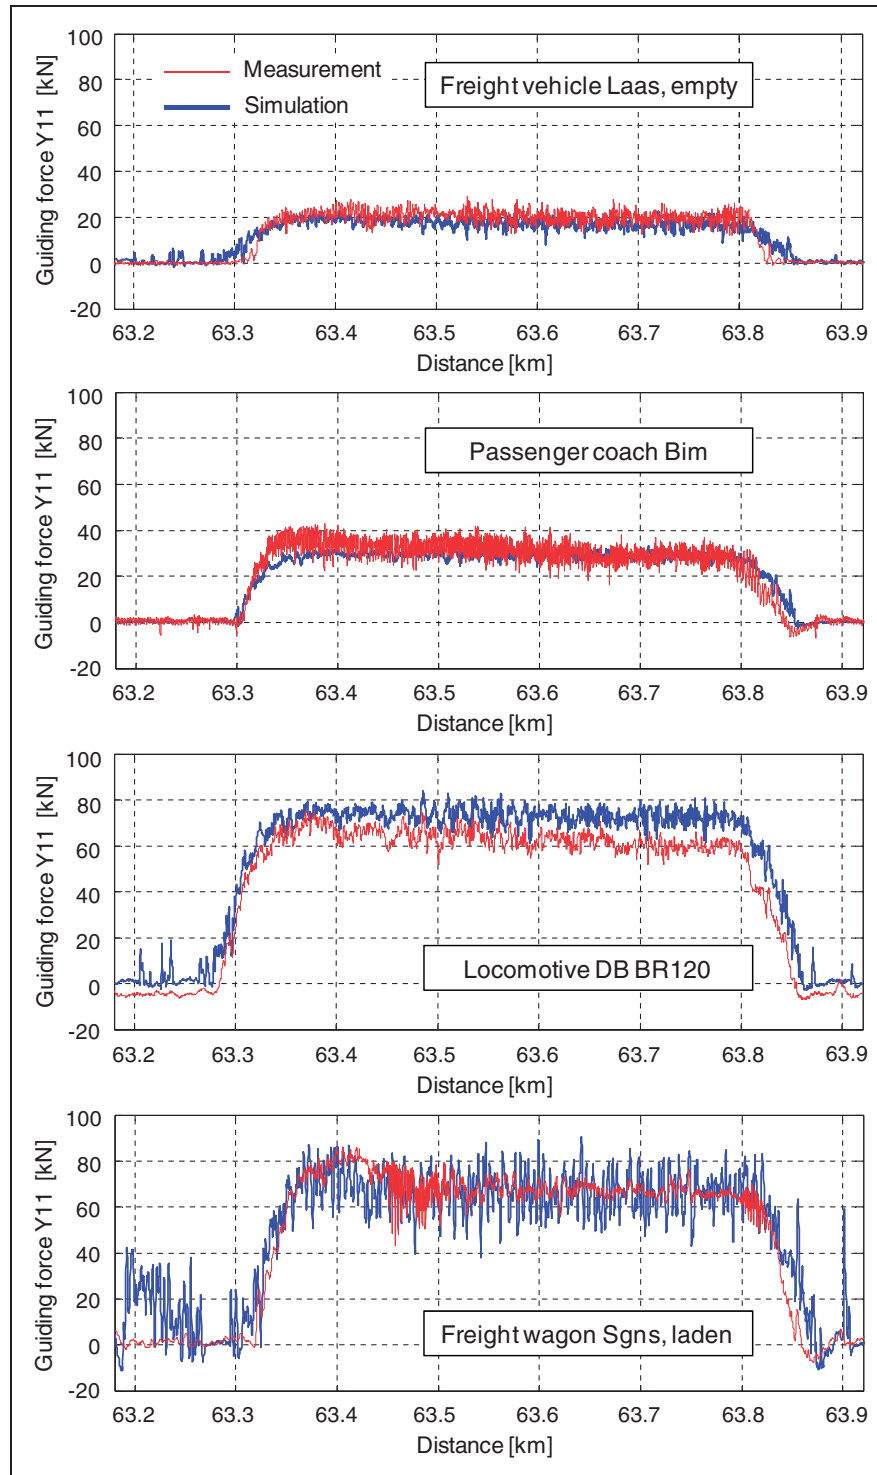 Guiding force Y11 [kN]
100
80
60
40
20
0
-20
Measurement
Simulation
Freight vehicle Laas, empty
63.2 63.3 63.4 63.5 63.6 63.7 63.8 63.9
Distance [km]
Guiding force Y11 [kN]
100
80
60
40
20
0
-20
Passenger coach Bim
63.2 63.3 63.4 63.5 63.6 63.7 63.8 63.9
Distance [km]
Guiding force Y11 [kN]
100
80
60
40
20
0
-20
Locomotive DB BR120
63.2 63.3 63.4 63.5 63.6 63.7 63.8 63.9
Distance [km]
Guiding force Y11 [kN]
100
80
60
40
20
0
-20
Freight wagon Sgns, laden
63.2 63.3 63.4 63.5 63.6 63.7 63.8 63.9
Distance [km]